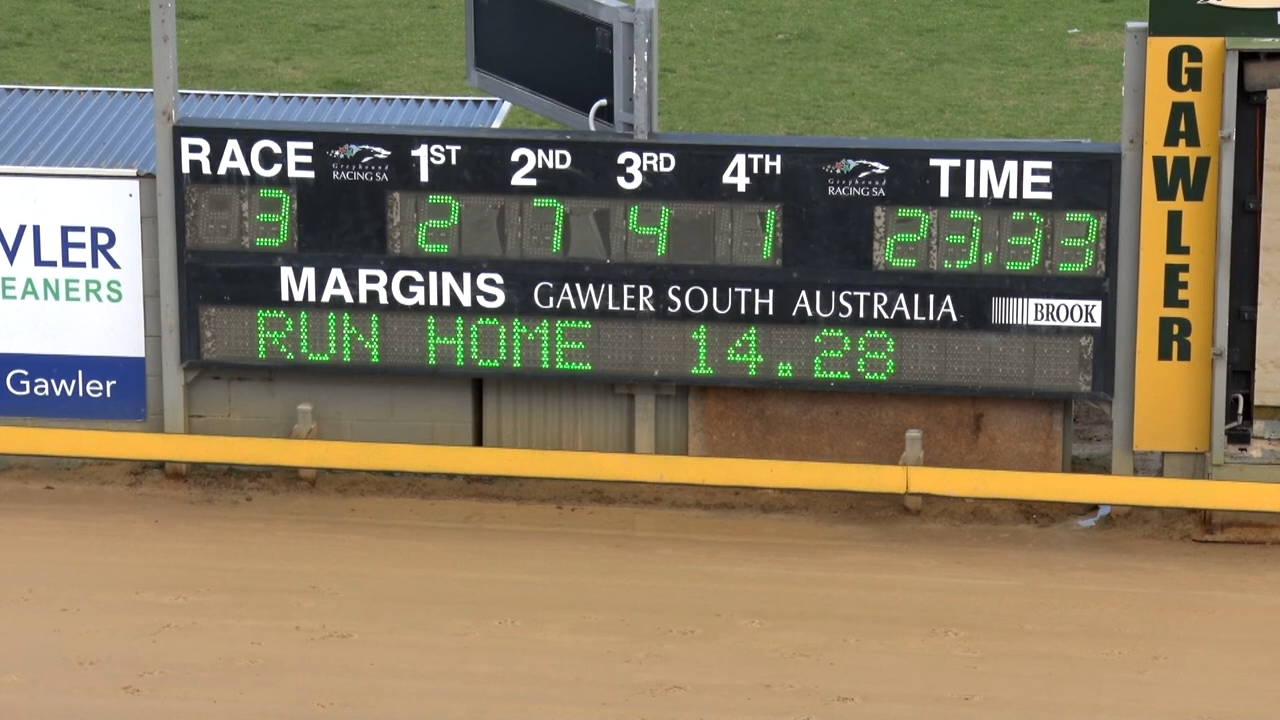 RACE Greyhound RACING SA 1ST 2ND 3RD 4TH Greyhound RACING SA TIME
3 2 7 4 1 23.33
MARGINS GAWLER SOUTH AUSTRALIA BROOK
RUN HOME 14.28
WLER
EANERS
Gawler
GAWLER